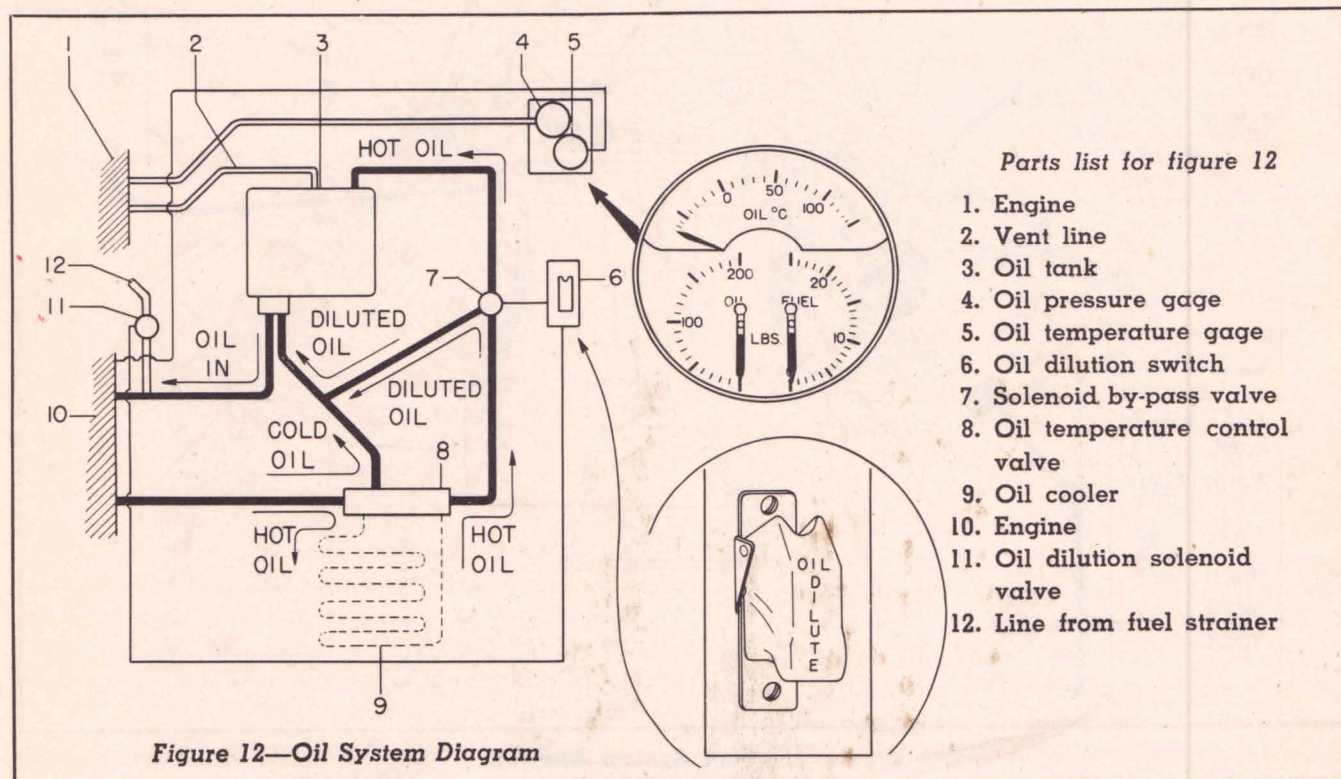 1 2 3 4 5
HOT OIL
12
11
7
6
OIL
IN
DILUTED
OIL
DILUTED
OIL
10
COLD
OIL
8
HOT
OIL
HOT
OIL
9
0 50 100
OIL °C
200 20
OIL FUEL
100 LBS. 10
OIL
DILUTE
Parts list for figure 12
1. Engine
2. Vent line
3. Oil tank
4. Oil pressure gage
5. Oil temperature gage
6. Oil dilution switch
7. Solenoid by-pass valve
8. Oil temperature control
valve
9. Oil cooler
10. Engine
11. Oil dilution solenoid
valve
12. Line from fuel strainer
Figure 12—Oil System Diagram